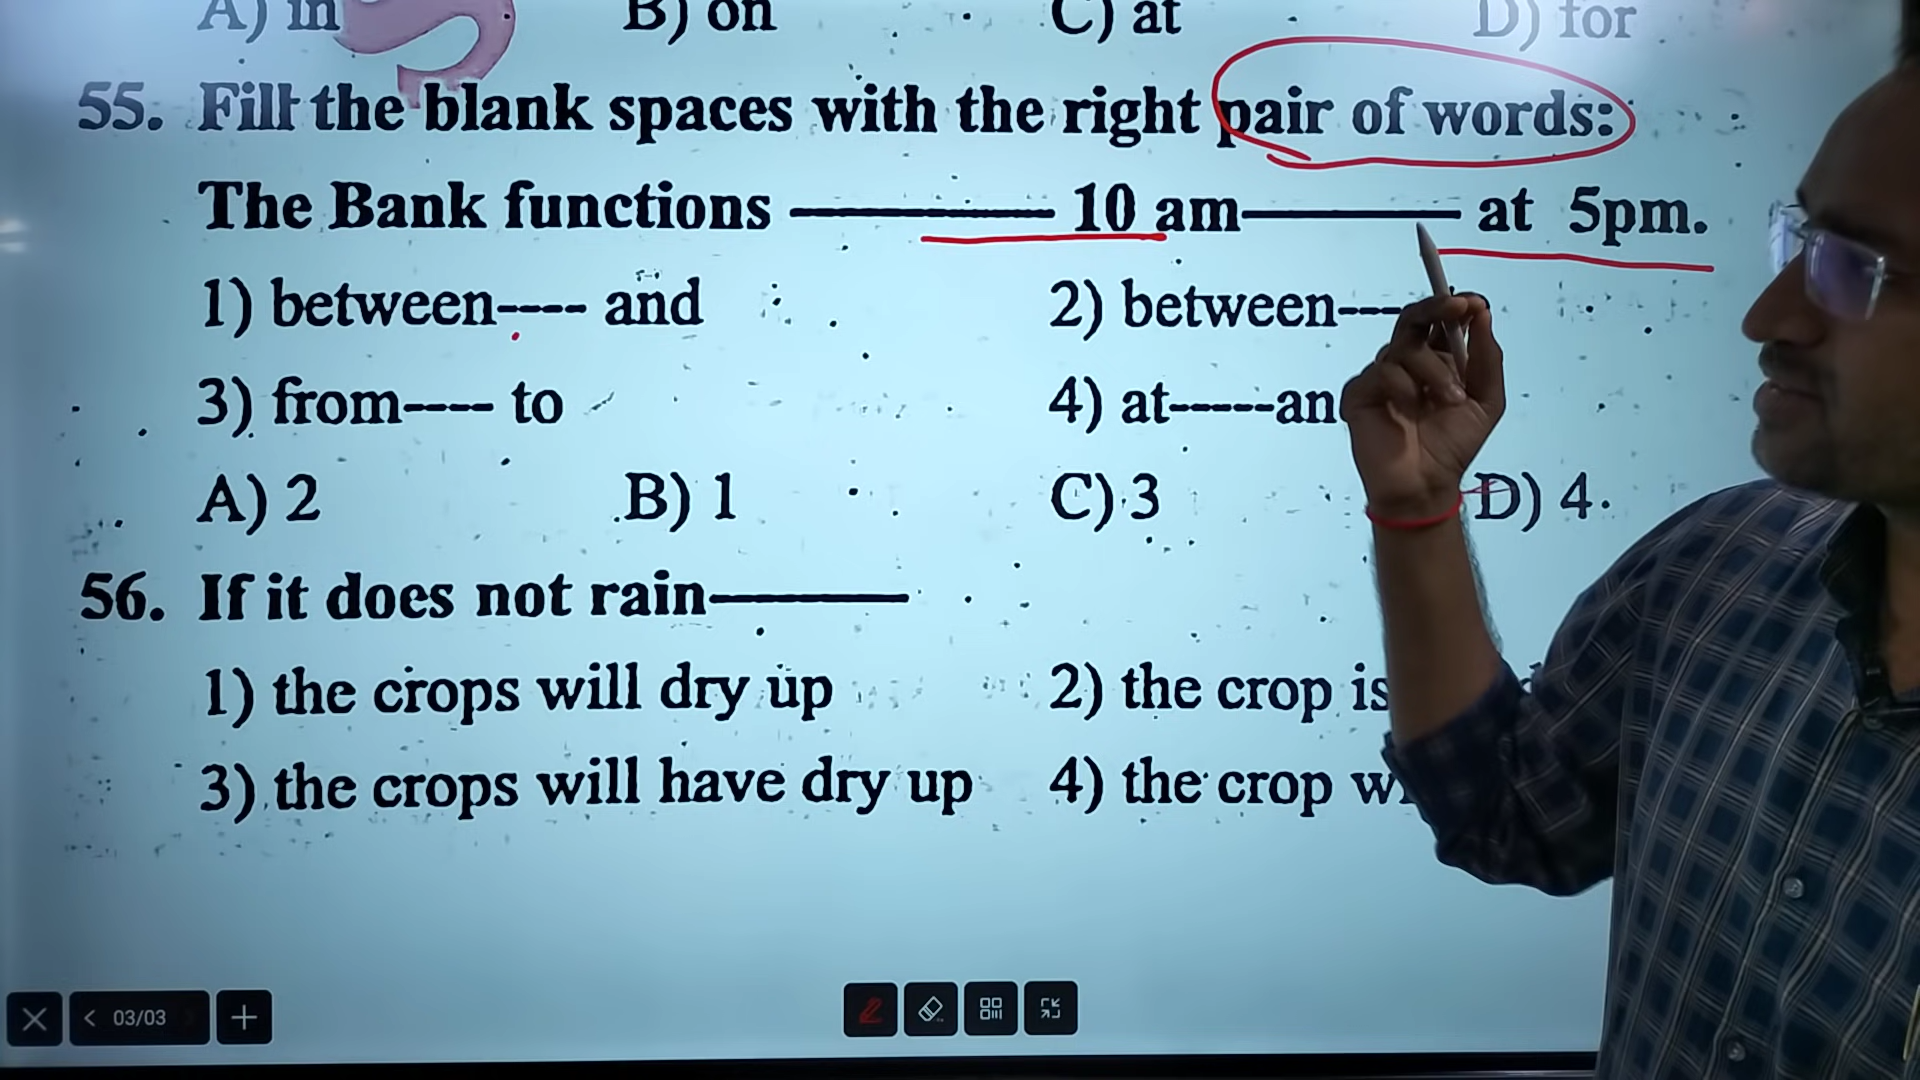 A) in B) on C) at D) for
55. Fill the blank spaces with the right pair of words:
The Bank functions ———— 10 am———— at 5pm.
1) between---- and 2) between---
3) from---- to 4) at-----an
A) 2 B) 1 C) 3 D) 4
56. If it does not rain————
1) the crops will dry up 2) the crop is
3) the crops will have dry up 4) the crop
03/03